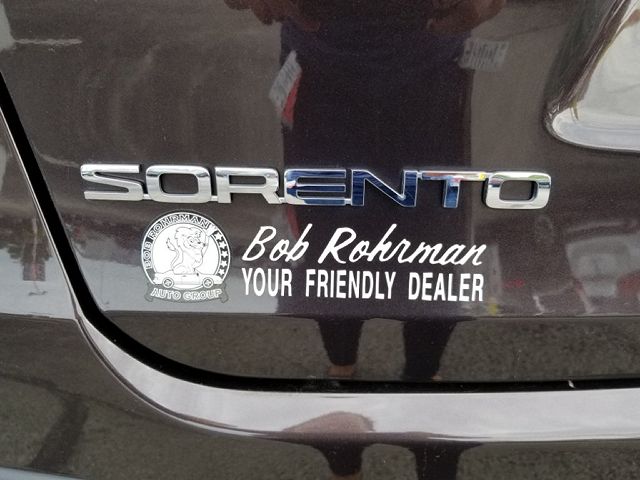 SORENTO
BOB ROHRMAN
AUTO GROUP
Bob Rohrman
YOUR FRIENDLY DEALER